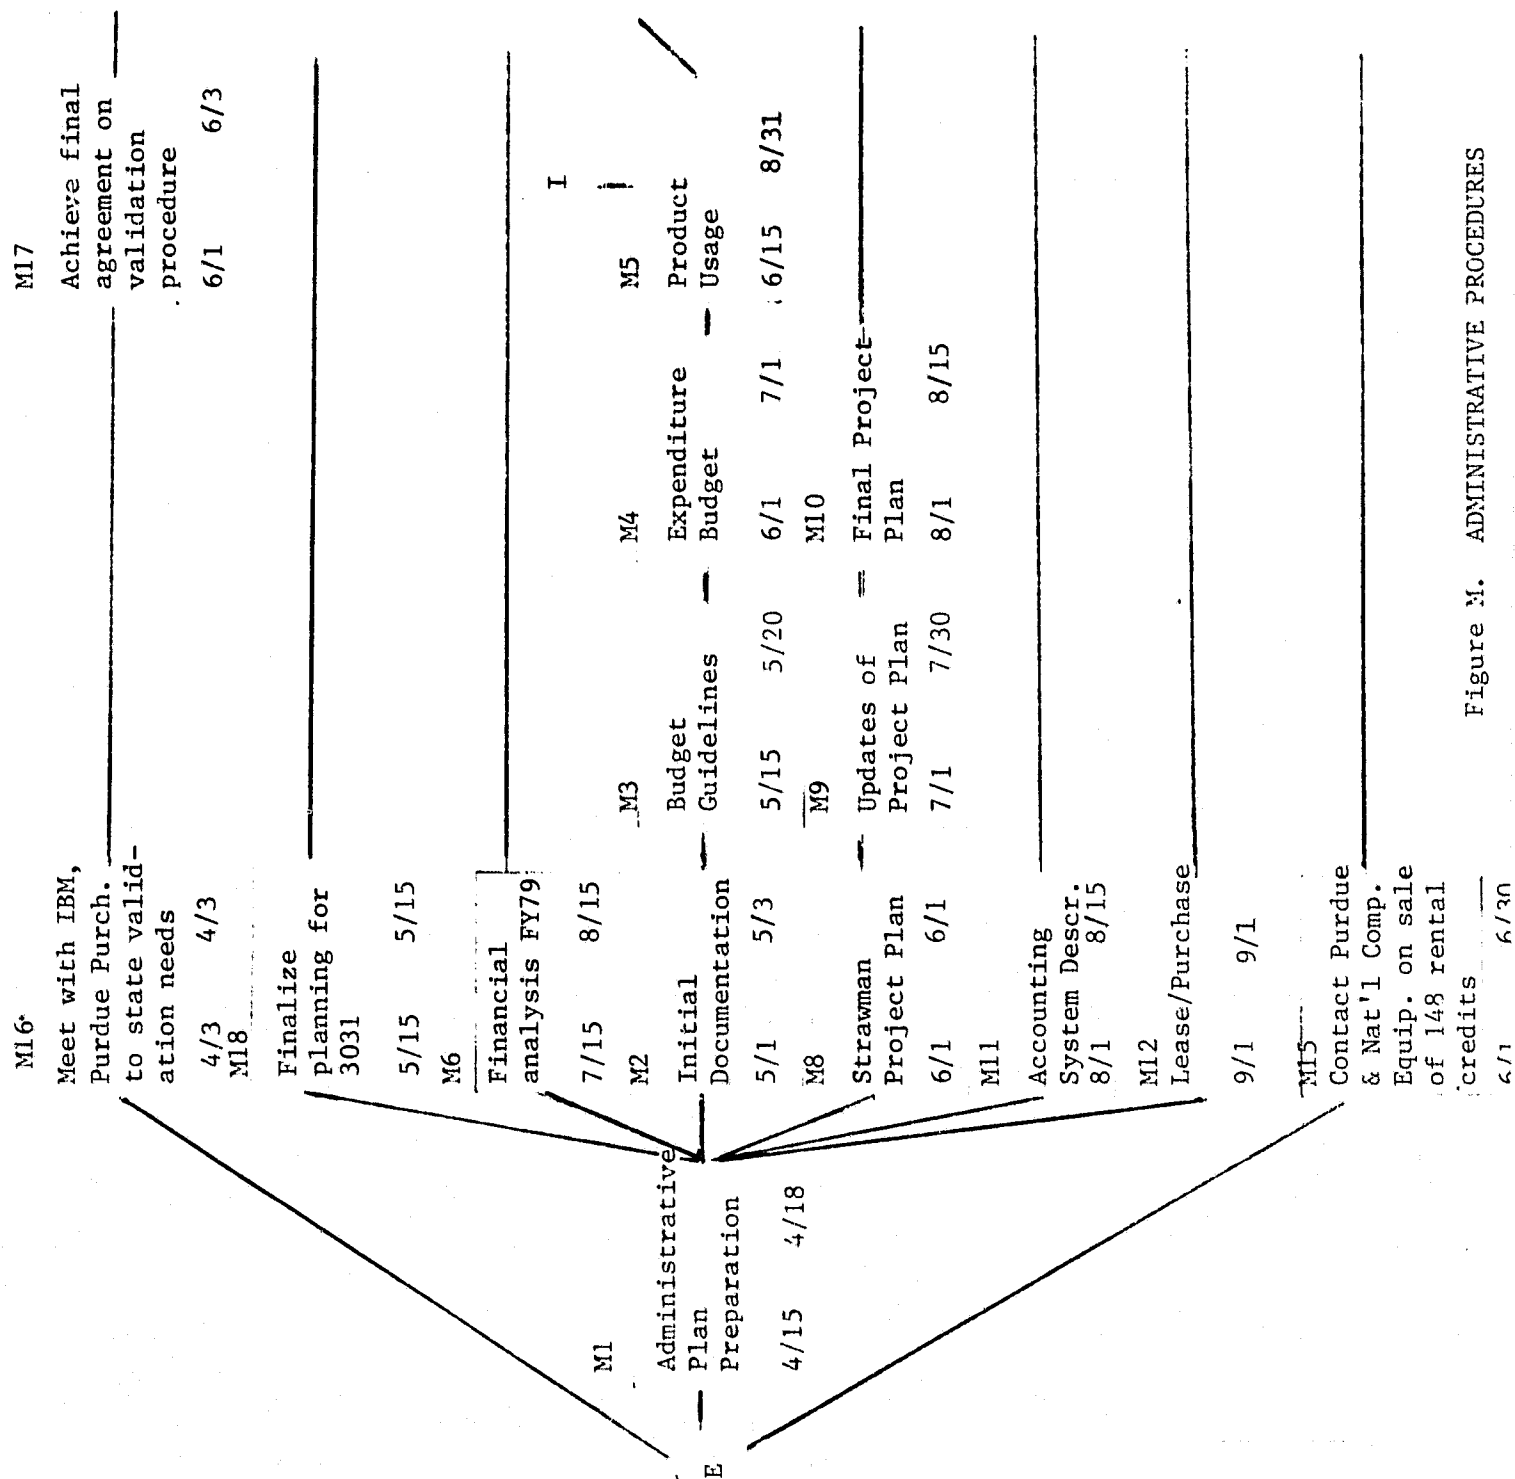 E
M1
Administrative
Plan
Preparation
4/15 4/18
M16
Meet with IBM,
Purdue Purch.
to state valid-
ation needs
4/3 4/3
M17
Achieve final
agreement on
validation
procedure
6/1 6/3
M18
Finalize
planning for
3031
5/15 5/15
M6
Financial
analysis FY79
7/15 8/15
M2
Initial
Documentation
5/1 5/3
M3
Budget
Guidelines
5/15 5/20
M4
Expenditure
Budget
6/1 7/1
M5
Product
Usage
6/15 8/31
I
M8
Strawman
Project Plan
6/1 6/1
M9
Updates of
Project Plan
7/1 7/30
M10
Final Project
Plan
8/1 8/15
M11
Accounting
System Descr.
8/1 8/15
M12
Lease/Purchase
9/1 9/1
M15
Contact Purdue
& Nat'l Comp.
Equip. on sale
of 148 rental
credits
6/1 6/30
Figure M. ADMINISTRATIVE PROCEDURES